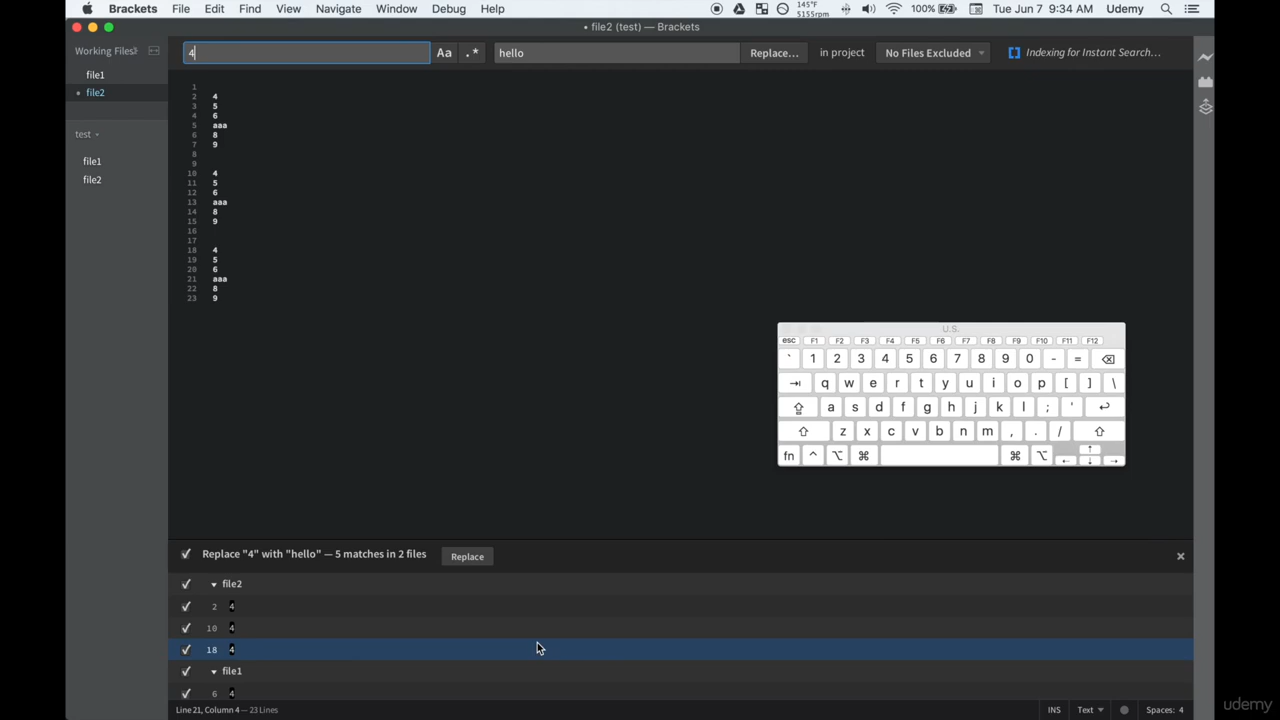 Brackets File Edit Find View Navigate Window Debug Help 145°F 5155rpm 100% Tue Jun 7 9:34 AM Udemy
• file2 (test) — Brackets
Working Files
file1
file2
test
file1
file2
4 Aa .* hello Replace... in project No Files Excluded Indexing for Instant Search...
1
2 4
3 5
4 6
5 aaa
6 8
7 9
8
9
10 4
11 5
12 6
13 aaa
14 8
15 9
16
17
18 4
19 5
20 6
21 aaa
22 8
23 9
U.S.
esc F1 F2 F3 F4 F5 F6 F7 F8 F9 F10 F11 F12
` 1 2 3 4 5 6 7 8 9 0 - =
q w e r t y u i o p [ ] \
a s d f g h j k l ; '
z x c v b n m , . /
fn ^ ⌥ ⌘ ⌘ ⌥
Replace "4" with "hello" — 5 matches in 2 files Replace ×
file2
2 4
10 4
18 4
file1
6 4
Line 21, Column 4 — 23 Lines INS Text Spaces: 4
udemy